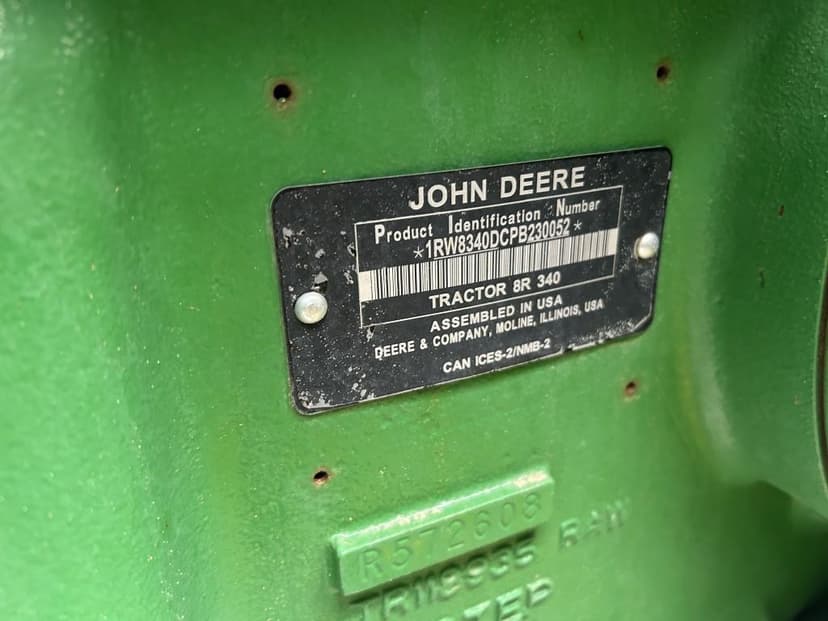 JOHN DEERE
Product Identification Number
*1RW8340DCPB230052*
TRACTOR 8R 340
ASSEMBLED IN USA
DEERE & COMPANY, MOLINE, ILLINOIS, USA
CAN ICES-2/NMB-2
R572608
RAW